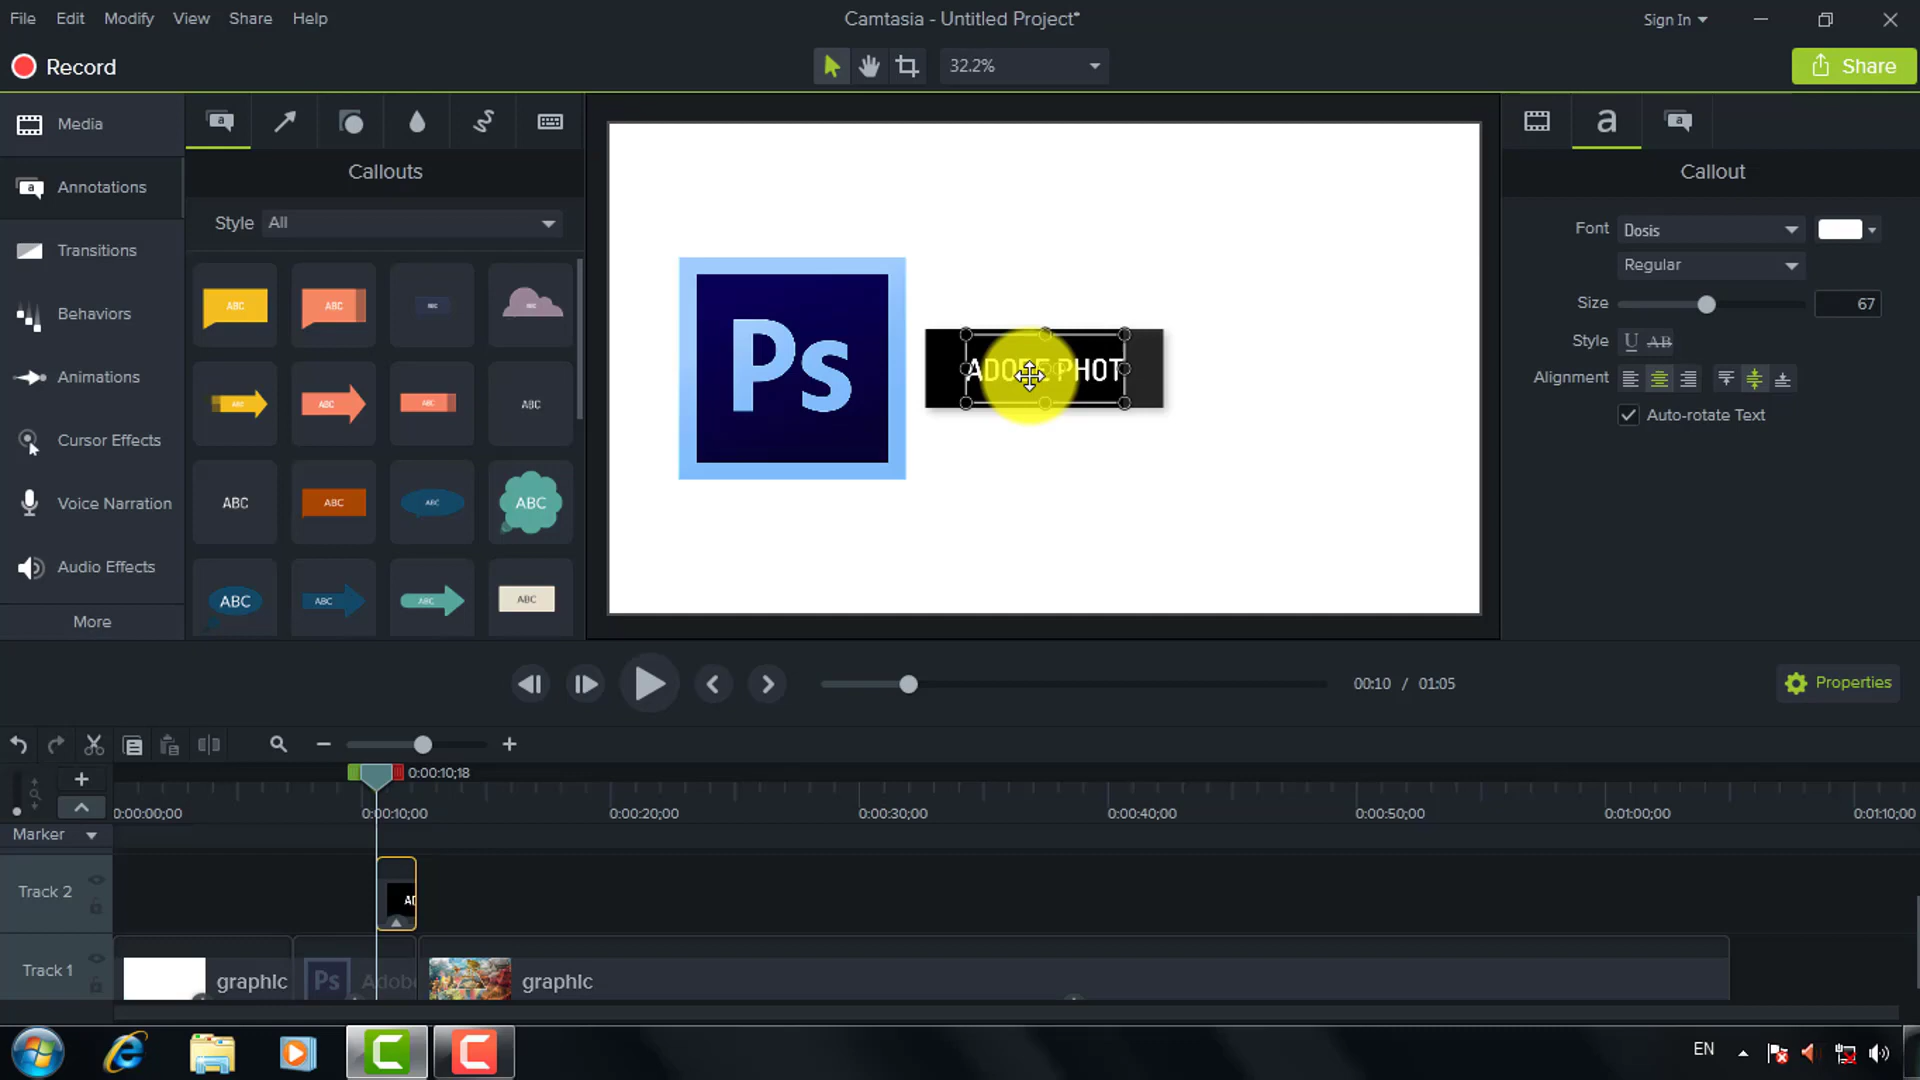 File Edit Modify View Share Help
Camtasia - Untitled Project*
Sign In
Record
32.2%
Share
Media
Annotations
Transitions
Behaviors
Animations
Cursor Effects
Voice Narration
Audio Effects
More
Callouts
Style All
ABC ABC ABC ABC
ABC ABC ABC ABC
ABC ABC ABC ABC
ABC ABC ABC ABC
Ps
ADOBE PHOT
a
Callout
Font Dosis
Regular
Size 67
Style U AB
Alignment
Auto-rotate Text
00:10 / 01:05
Properties
0:00:10;18
0:00:00;00 0:00:10;00 0:00:20;00 0:00:30;00 0:00:40;00 0:00:50;00 0:01:00;00 0:01:10;00
Marker
Track 2
AD
Track 1
graphic
Ps Adobe
graphic
EN